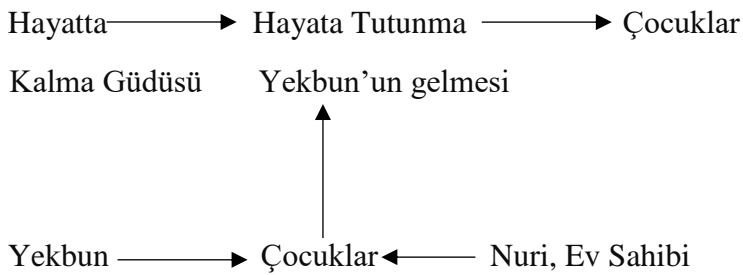 Hayatta Hayata Tutunma Çocuklar
Kalma Güdüsü Yekbun’un gelmesi
Yekbun Çocuklar Nuri, Ev Sahibi